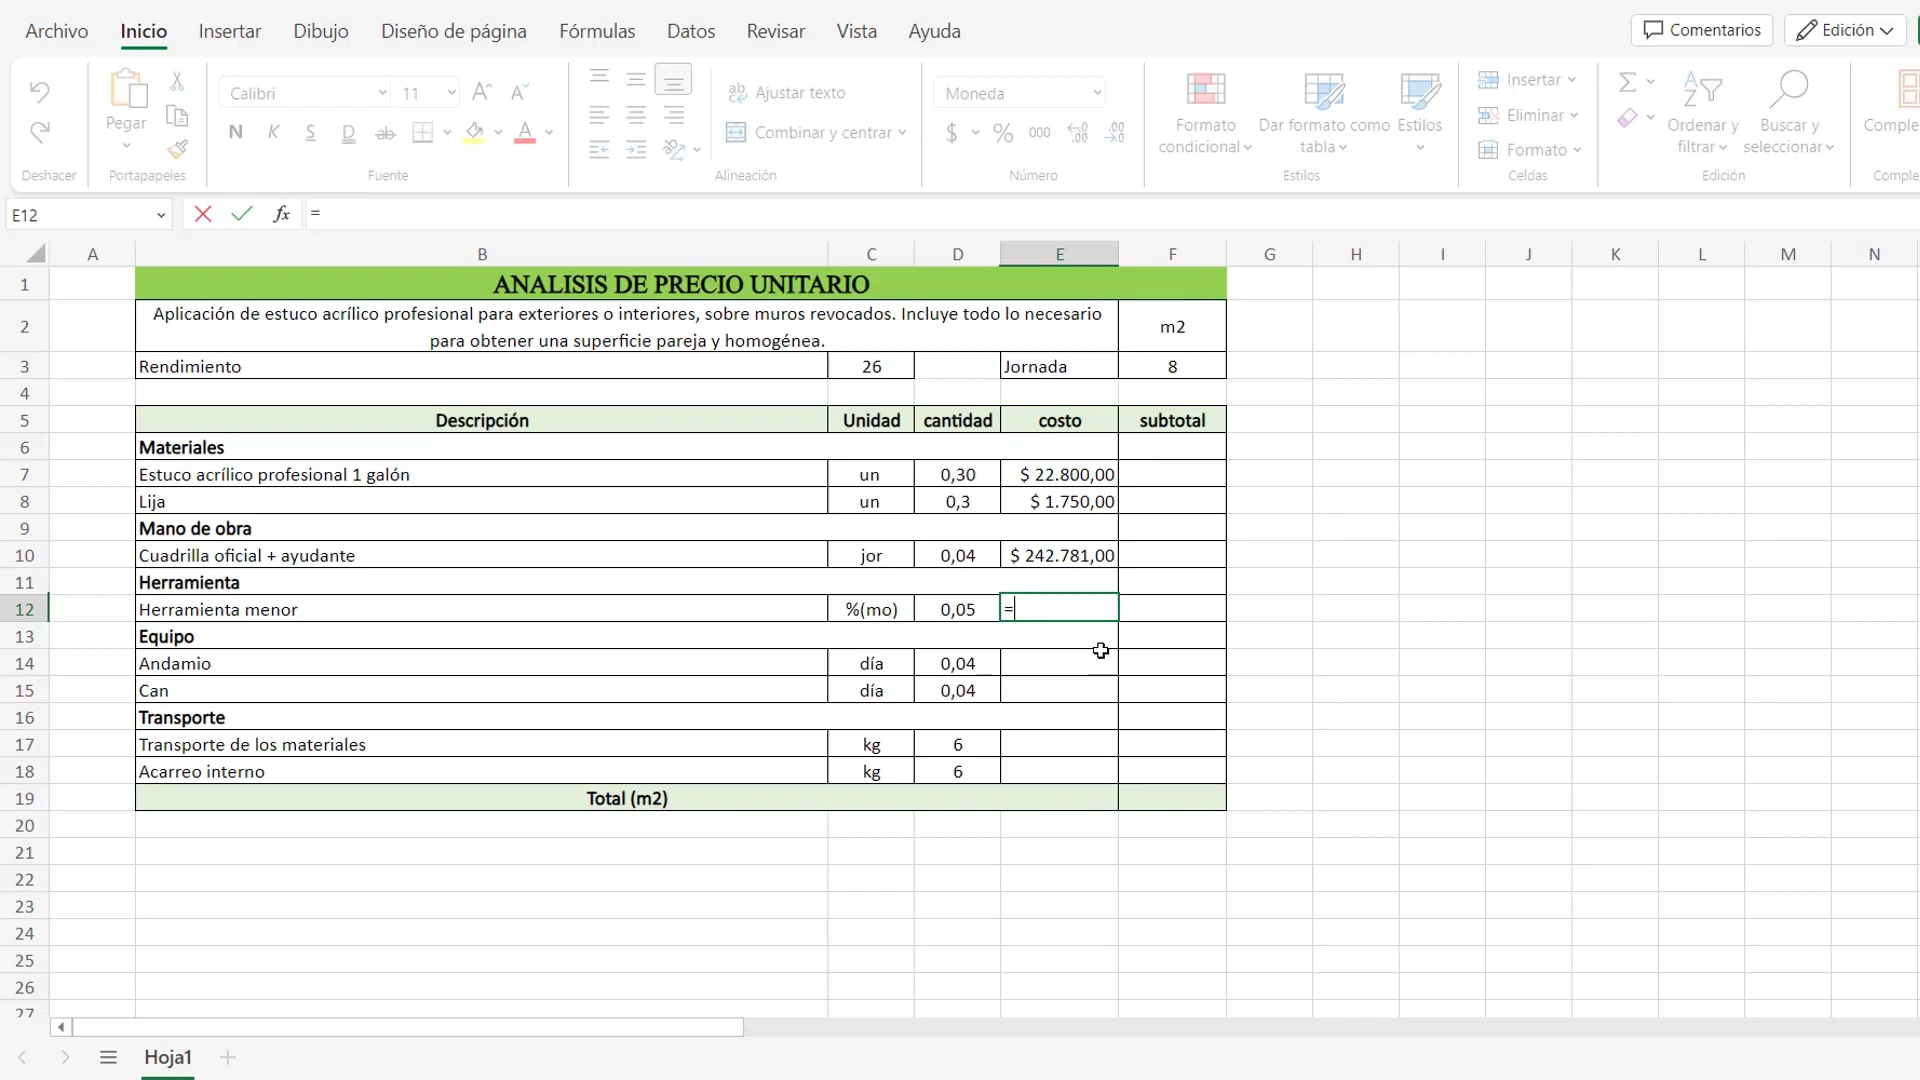 Archivo Inicio Insertar Dibujo Diseño de página Fórmulas Datos Revisar Vista Ayuda Comentarios Edición
Pegar Calibri 11 A A Ajustar texto Moneda Insertar
N K S D ab A Combinar y centrar $ % 000 Formato condicional Dar formato como tabla Estilos Eliminar Ordenar y filtrar Buscar y seleccionar
Formato
Deshacer Portapapeles Fuente Alineación Número Estilos Celdas Edición
E12 fx =
A B C D E F G H I J K L M N
1 ANALISIS DE PRECIO UNITARIO
2 Aplicación de estuco acrílico profesional para exteriores o interiores, sobre muros revocados. Incluye todo lo necesario
para obtener una superficie pareja y homogénea. m2
3 Rendimiento 26 Jornada 8
4
5 Descripción Unidad cantidad costo subtotal
6 Materiales
7 Estuco acrílico profesional 1 galón un 0,30 $ 22.800,00
8 Lija un 0,3 $ 1.750,00
9 Mano de obra
10 Cuadrilla oficial + ayudante jor 0,04 $ 242.781,00
11 Herramienta
12 Herramienta menor %(mo) 0,05 =
13 Equipo
14 Andamio día 0,04
15 Can día 0,04
16 Transporte
17 Transporte de los materiales kg 6
18 Acarreo interno kg 6
19 Total (m2)
20
21
22
23
24
25
26
27
Hoja1